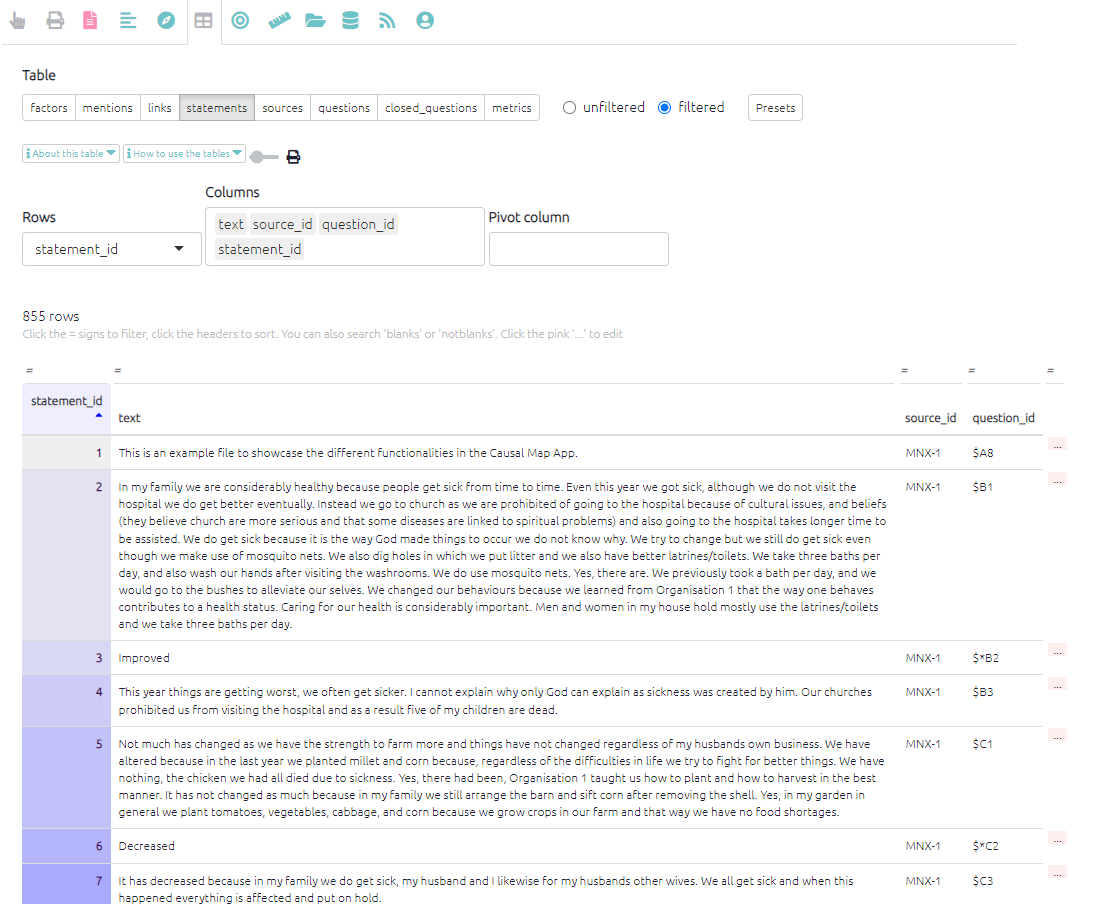 Table
factors mentions links statements sources questions closed_questions metrics unfiltered filtered Presets
About this table How to use the tables
Columns
Rows
Pivot column
text source_id question_id
statement_id
statement_id
855 rows
Click the = signs to filter, click the headers to sort. You can also search 'blanks' or 'notblanks'. Click the pink '...' to edit
= = = = =
statement_id
text source_id question_id
1 This is an example file to showcase the different functionalities in the Causal Map App. MNX-1 $A8 ...
2 In my family we are considerably healthy because people get sick from time to time. Even this year we got sick, although we do not visit the MNX-1 $B1 ...
hospital we do get better eventually. Instead we go to church as we are prohibited of going to the hospital because of cultural issues, and beliefs
(they believe church are more serious and that some diseases are linked to spiritual problems) and also going to the hospital takes longer time to
be assisted. We do get sick because it is the way God made things to occur we do not know why. We try to change but we still do get sick even
though we make use of mosquito nets. We also dig holes in which we put litter and we also have better latrines/toilets. We take three baths per
day, and also wash our hands after visiting the washrooms. We do use mosquito nets. Yes, there are. We previously took a bath per day, and we
would go to the bushes to alleviate our selves. We changed our behaviours because we learned from Organisation 1 that the way one behaves
contributes to a health status. Caring for our health is considerably important. Men and women in my house hold mostly use the latrines/toilets
and we take three baths per day.
3 Improved MNX-1 $*B2 ...
4 This year things are getting worst, we often get sicker. I cannot explain why only God can explain as sickness was created by him. Our churches MNX-1 $B3 ...
prohibited us from visiting the hospital and as a result five of my children are dead.
5 Not much has changed as we have the strength to farm more and things have not changed regardless of my husbands own business. We have MNX-1 $C1 ...
altered because in the last year we planted millet and corn because, regardless of the difficulties in life we try to fight for better things. We have
nothing, the chicken we had all died due to sickness. Yes, there had been, Organisation 1 taught us how to plant and how to harvest in the best
manner. It has not changed as much because in my family we still arrange the barn and sift corn after removing the shell. Yes, in my garden in
general we plant tomatoes, vegetables, cabbage, and corn because we grow crops in our farm and that way we have no food shortages.
6 Decreased MNX-1 $*C2 ...
7 It has decreased because in my family we do get sick, my husband and I likewise for my husbands other wives. We all get sick and when this MNX-1 $C3 ...
happened everything is affected and put on hold.